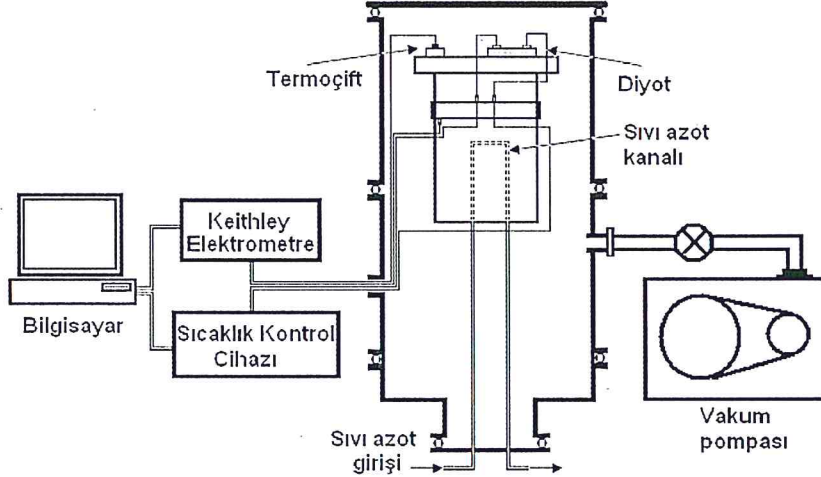 Termoçift
Diyot
Sıvı azot
kanalı
Keithley
Elektrometre
Bilgisayar
Sıcaklık Kontrol
Cihazı
Sıvı azot
girişi
Vakum
pompası